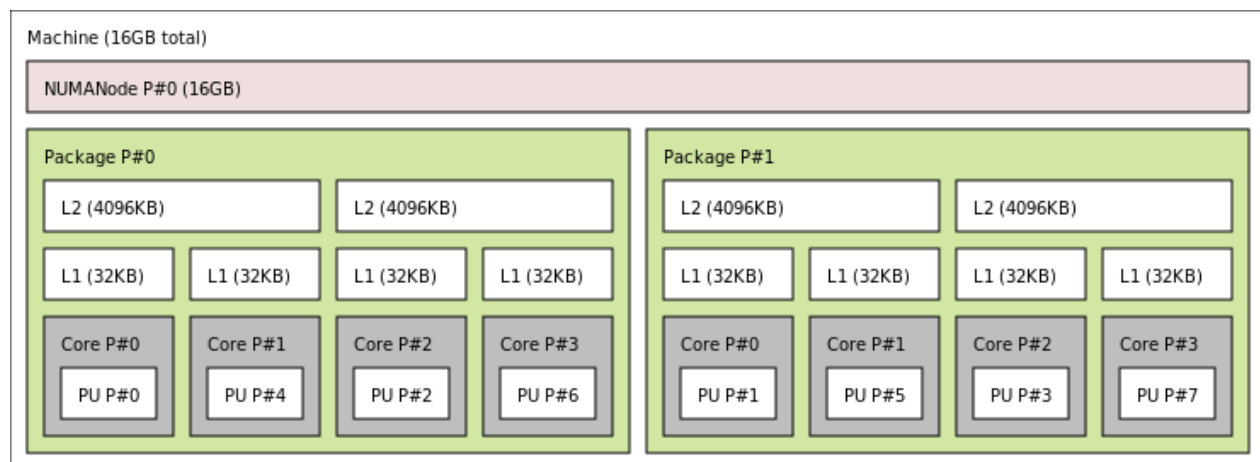 Machine (16GB total)
NUMANode P#0 (16GB)
Package P#0
L2 (4096KB) L2 (4096KB)
L1 (32KB) L1 (32KB) L1 (32KB) L1 (32KB)
Core P#0 Core P#1 Core P#2 Core P#3
PU P#0 PU P#4 PU P#2 PU P#6
Package P#1
L2 (4096KB) L2 (4096KB)
L1 (32KB) L1 (32KB) L1 (32KB) L1 (32KB)
Core P#0 Core P#1 Core P#2 Core P#3
PU P#1 PU P#5 PU P#3 PU P#7